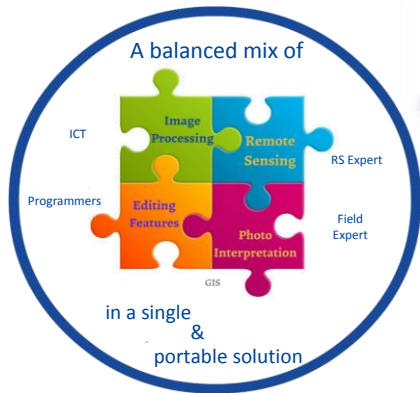 A balanced mix of
ICT
Image
Processing
Remote
Sensing
RS Expert
Programmers
Editing
Features
Photo
Interpretation
Field
Expert
GIS
in a single
&
portable solution